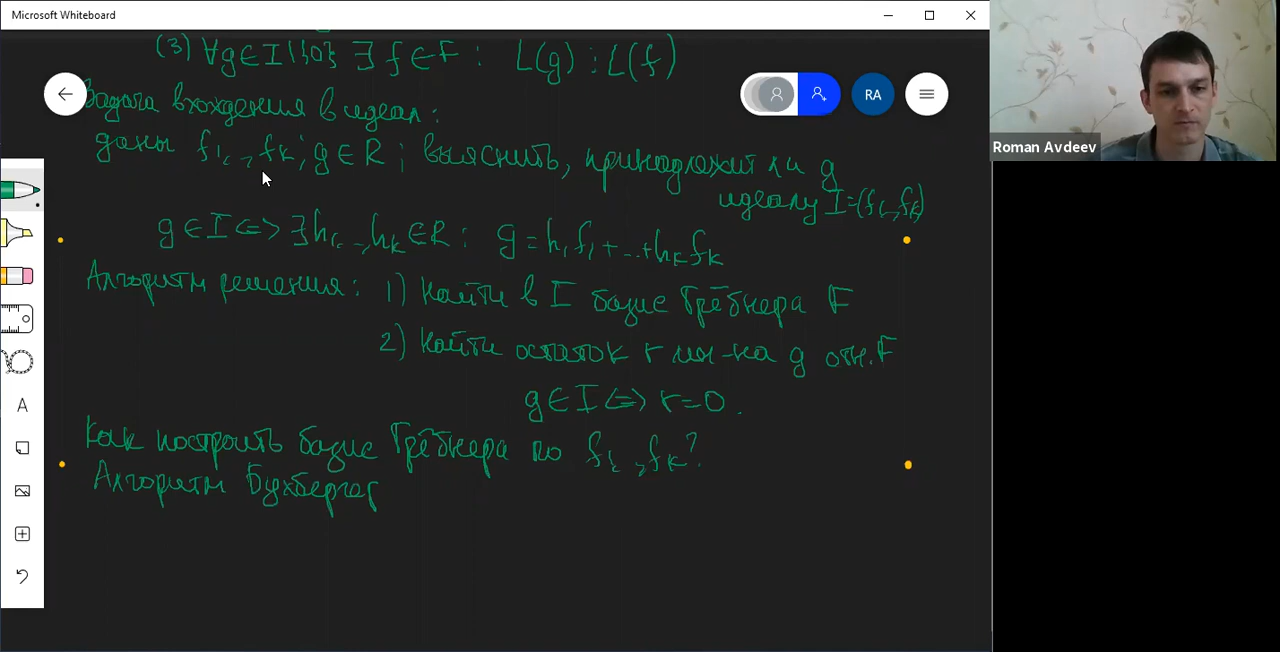 Microsoft Whiteboard
(3) ∀g∈I\{0} ∃ f∈F : L(g) ⋮ L(f)
Задача вхождения в идеал:
даны f₁,..,fₖ; g∈R; выяснить, принадлежит ли g
идеалу I=(f₁,..,fₖ)
g∈I <=> ∃h₁,..,hₖ∈R: g=h₁f₁+...+hₖfₖ
Алгоритм решения: 1) Найти в I базис Грёбнера F
2) Найти остаток r мн-на g отн. F
g∈I <=> r=0.
Как построить базис Грёбнера по f₁,..,fₖ?
Алгоритм Бухбергер
RA
A
Roman Avdeev